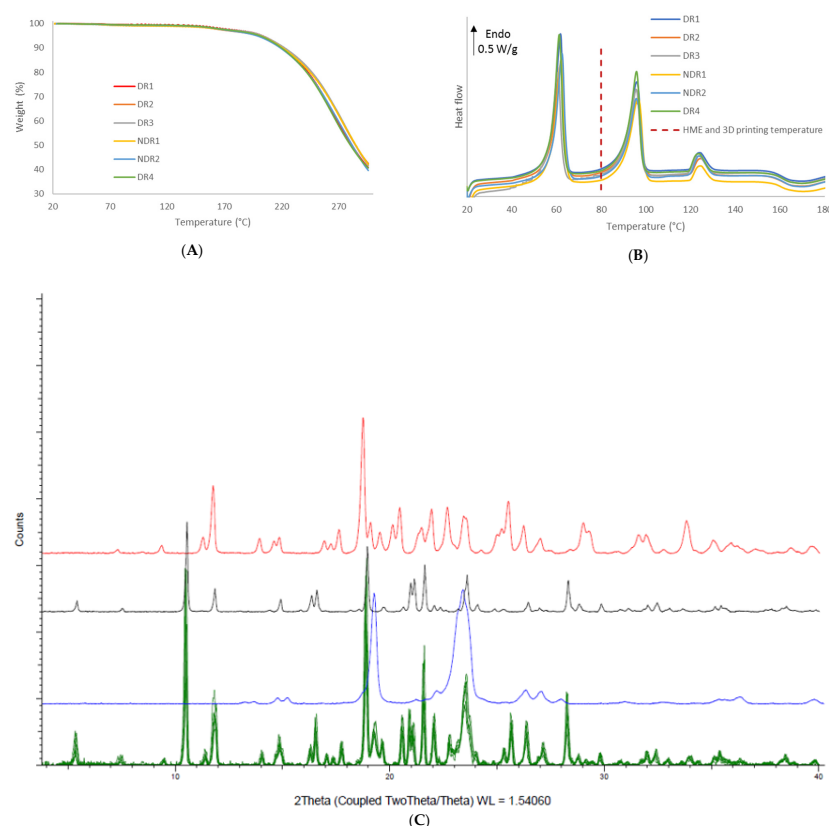 100
90
80
70
60
50
40
30
Weight (%)
DR1
DR2
DR3
NDR1
NDR2
DR4
20 70 120 170 220 270
Temperature (°C)
(A)
Endo
0.5 W/g
Heat flow
DR1
DR2
DR3
NDR1
NDR2
DR4
HME and 3D printing temperature
20 40 60 80 100 120 140 160 180
Temperature (°C)
(B)
Counts
10 20 30 40
2Theta (Coupled TwoTheta/Theta) WL = 1.54060
(C)